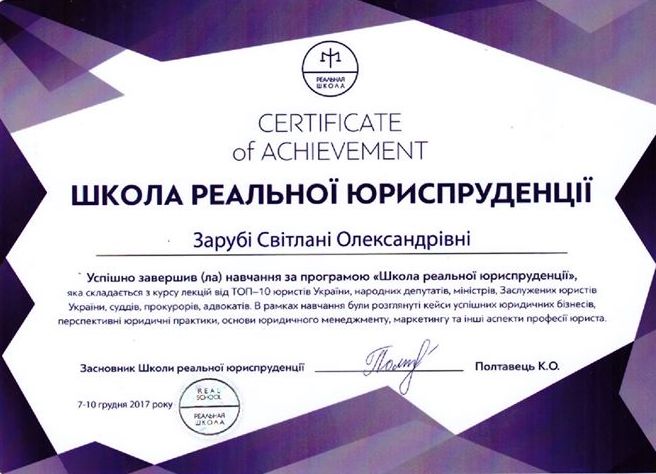 РЕАЛЬНАЯ
ШКОЛА
CERTIFICATE
of ACHIEVEMENT
ШКОЛА РЕАЛЬНОЇ ЮРИСПРУДЕНЦІЇ
Зарубі Світлані Олександрівні
Успішно завершив (ла) навчання за програмою «Школа реальної юриспруденції»,
яка складається з курсу лекцій від ТОП–10 юристів України, народних депутатів, міністрів, Заслужених юристів
України, суддів, прокурорів, адвокатів. В рамках навчання були розглянуті кейси успішних юридичних бізнесів,
перспективні юридичні практики, основи юридичного менеджменту, маркетингу та інші аспекти професії юриста.
Засновник Школи реальної юриспруденції Полтавець К.О.
7-10 грудня 2017 року
REAL
SCHOOL
РЕАЛЬНАЯ
ШКОЛА